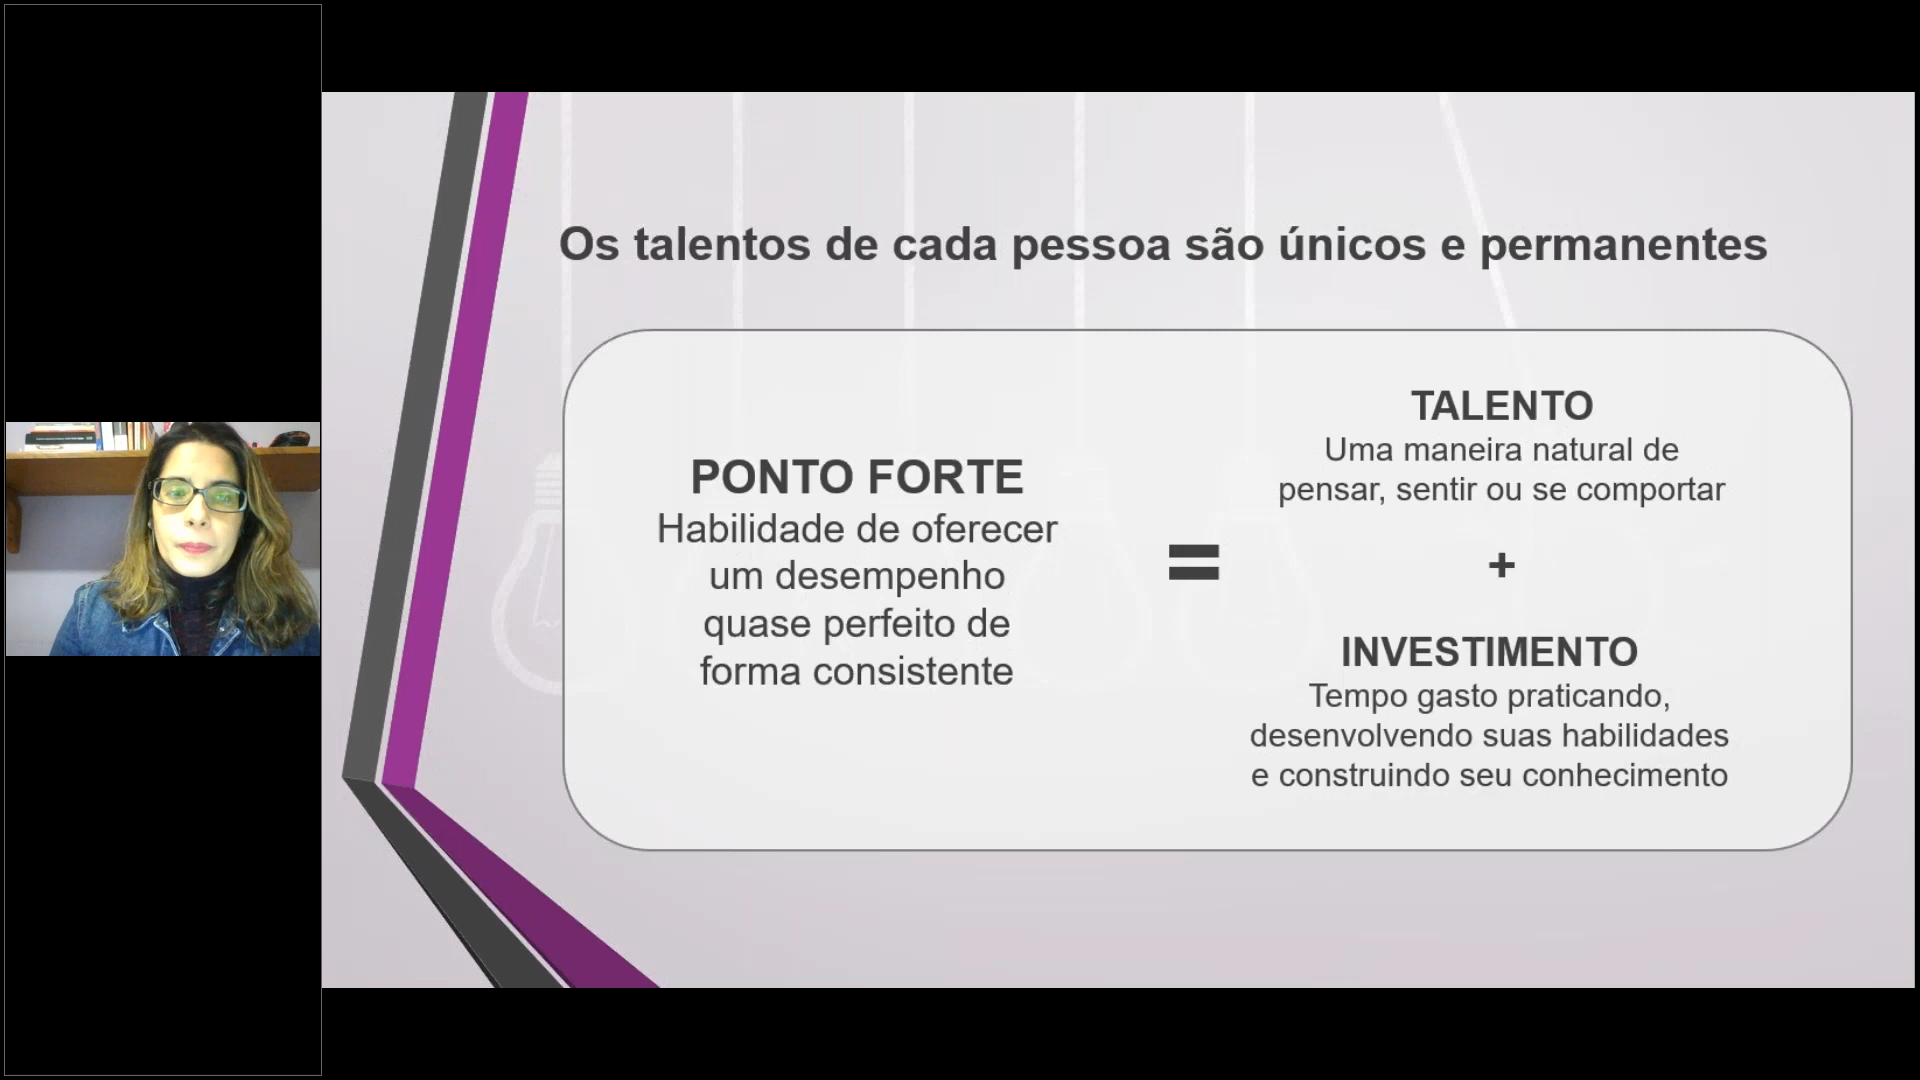 Os talentos de cada pessoa são únicos e permanentes
PONTO FORTE
Habilidade de oferecer
um desempenho
quase perfeito de
forma consistente
=
TALENTO
Uma maneira natural de
pensar, sentir ou se comportar
+
INVESTIMENTO
Tempo gasto praticando,
desenvolvendo suas habilidades
e construindo seu conhecimento